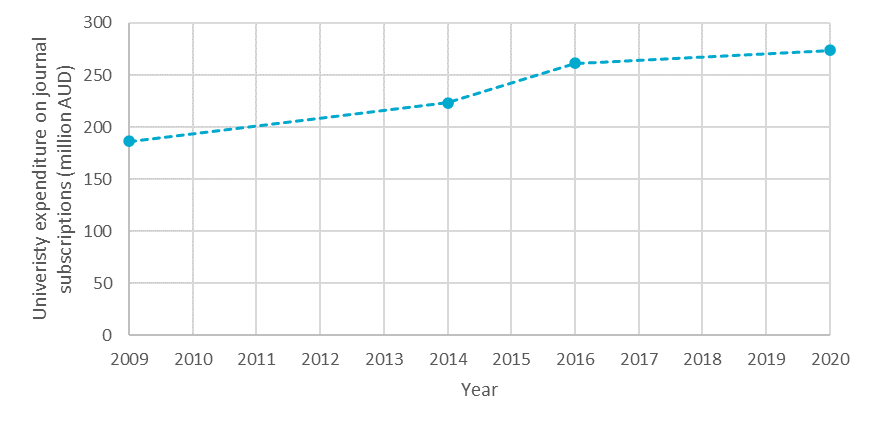 Univeristy expenditure on journal
subscriptions (million AUD)
300
250
200
150
100
50
0
2009 2010 2011 2012 2013 2014 2015 2016 2017 2018 2019 2020
Year